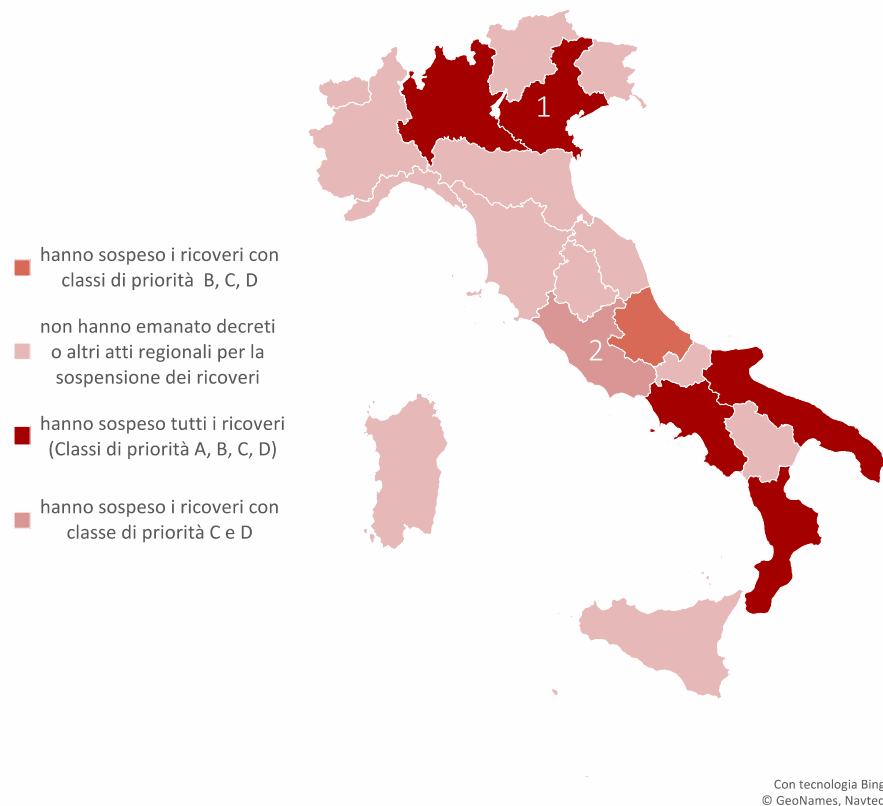 1
hanno sospeso i ricoveri con
classi di priorità B, C, D
non hanno emanato decreti
o altri atti regionali per la
sospensione dei ricoveri
2
hanno sospeso tutti i ricoveri
(Classi di priorità A, B, C, D)
hanno sospeso i ricoveri con
classe di priorità C e D
Con tecnologia Bing
© GeoNames, Navteq